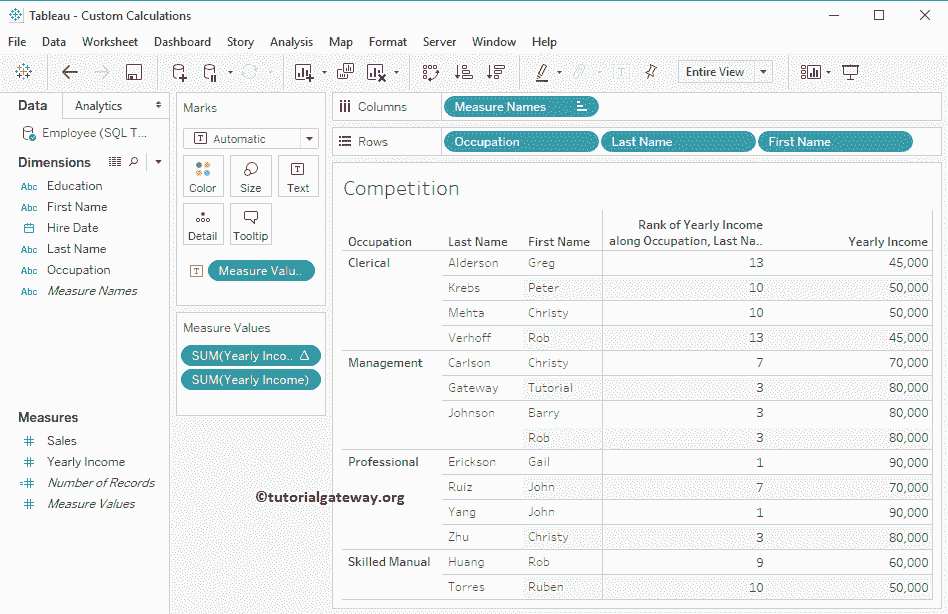 Tableau - Custom Calculations
File Data Worksheet Dashboard Story Analysis Map Format Server Window Help
Entire View
Data Analytics
Employee (SQL T...
Dimensions
Abc Education
Abc First Name
Hire Date
Abc Last Name
Abc Occupation
Abc Measure Names
Measures
# Sales
# Yearly Income
=# Number of Records
# Measure Values
Marks
T Automatic
Color Size Text
Detail Tooltip
T Measure Valu..
Measure Values
SUM(Yearly Inco.. Δ
SUM(Yearly Income)
Columns Measure Names
Rows Occupation Last Name First Name
Competition
Rank of Yearly Income
Occupation Last Name First Name along Occupation, Last Na.. Yearly Income
Clerical Alderson Greg 13 45,000
Krebs Peter 10 50,000
Mehta Christy 10 50,000
Verhoff Rob 13 45,000
Management Carlson Christy 7 70,000
Gateway Tutorial 3 80,000
Johnson Barry 3 80,000
Rob 3 80,000
Professional Erickson Gail 1 90,000
Ruiz John 7 70,000
Yang John 1 90,000
Zhu Christy 3 80,000
Skilled Manual Huang Rob 9 60,000
Torres Ruben 10 50,000
©tutorialgateway.org